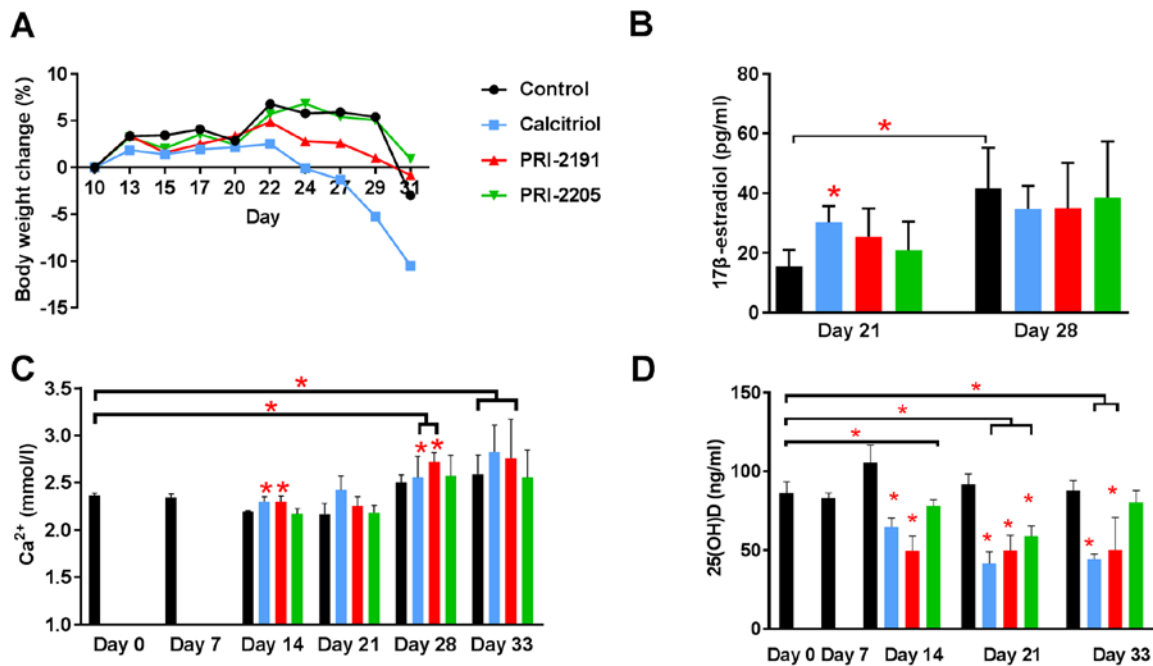 A
Body weight change (%)
10
5
0
-5
-10
-15
10 13 15 17 20 22 24 27 29 31
Day
Control
Calcitriol
PRI-2191
PRI-2205
B
17β-estradiol (pg/ml)
80
60
40
20
0
*
*
Day 21 Day 28
C
Ca²⁺ (mmol/l)
3.5
3.0
2.5
2.0
1.5
1.0
*
*
* *
* *
Day 0 Day 7 Day 14 Day 21 Day 28 Day 33
D
25(OH)D (ng/ml)
150
100
50
0
*
*
*
* *
* * *
* *
Day 0 Day 7 Day 14 Day 21 Day 33